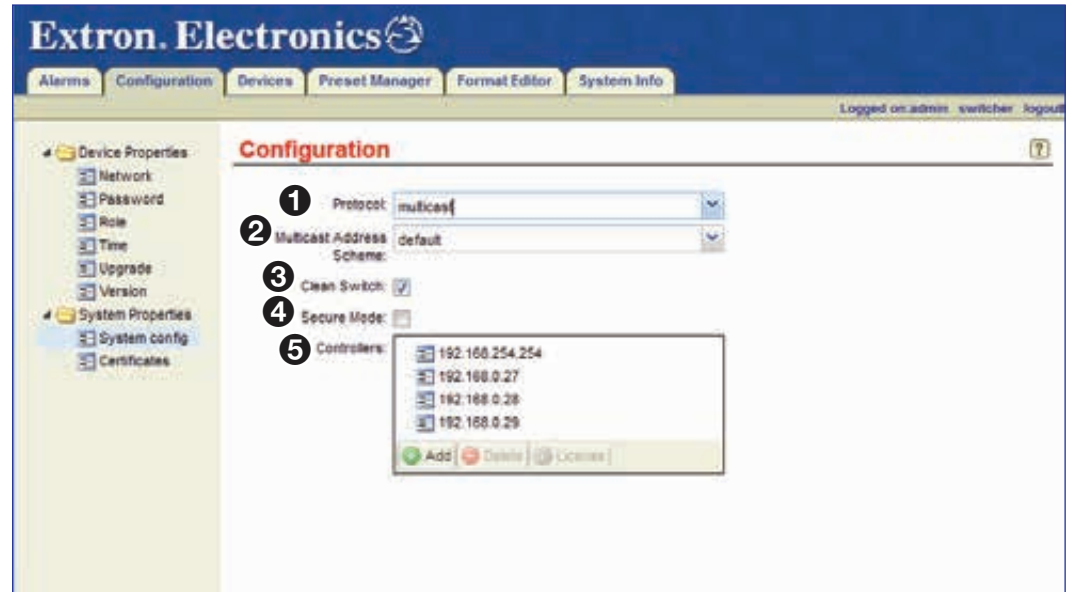 Extron. Electronics
Alarms Configuration Devices Preset Manager Format Editor System Info
Logged on:admin switcher logout
Device Properties
Network
Password
Role
Time
Upgrade
Version
System Properties
System config
Certificates
Configuration
?
1 Protocol: multicast
2 Multicast Address Scheme: default
3 Clean Switch:
4 Secure Mode:
5 Controllers:
192.168.254.254
192.168.0.27
192.168.0.28
192.168.0.29
Add Delete License